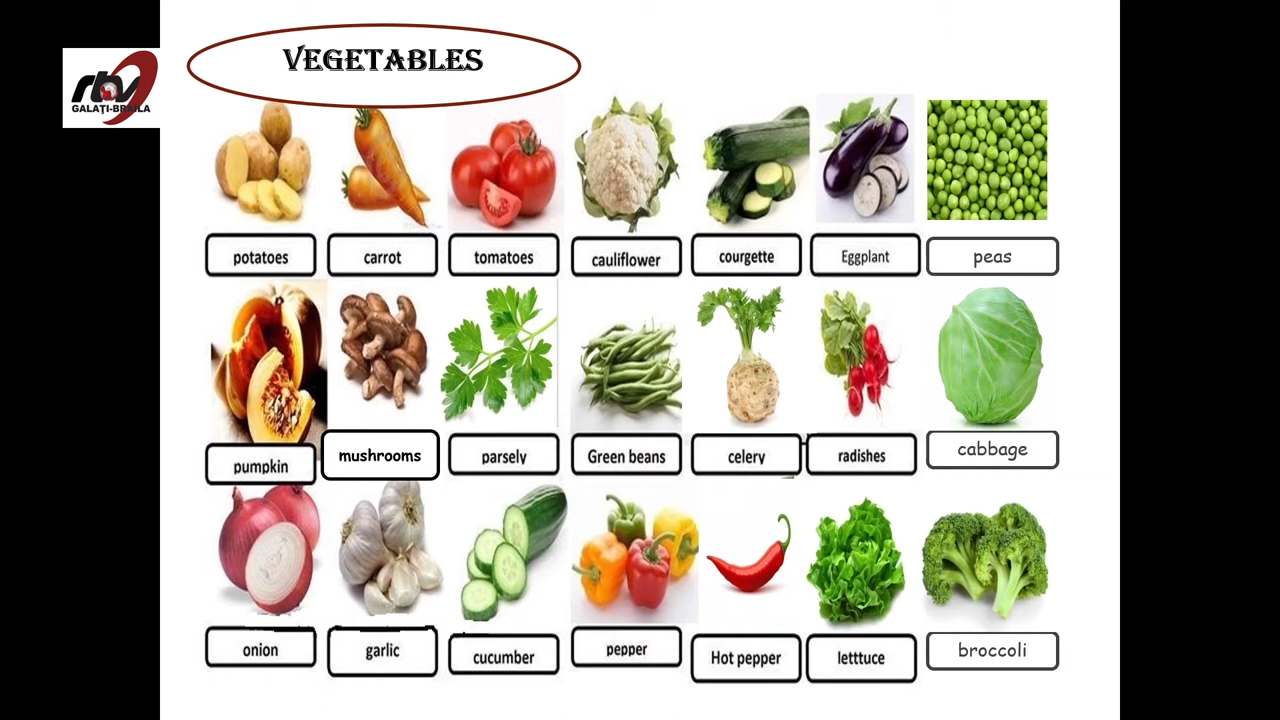 VEGETABLES
rtv
GALAȚI-BRĂILA
potatoes
carrot
tomatoes
cauliflower
courgette
Eggplant
peas
pumpkin
mushrooms
parsely
Green beans
celery
radishes
cabbage
onion
garlic
cucumber
pepper
Hot pepper
letttuce
broccoli